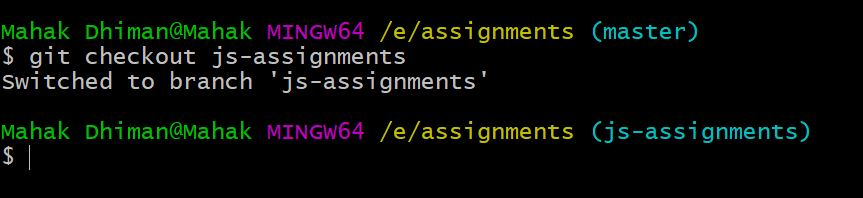 Mahak Dhiman@Mahak MINGW64 /e/assignments (master)
$ git checkout js-assignments
Switched to branch 'js-assignments'
Mahak Dhiman@Mahak MINGW64 /e/assignments (js-assignments)
$